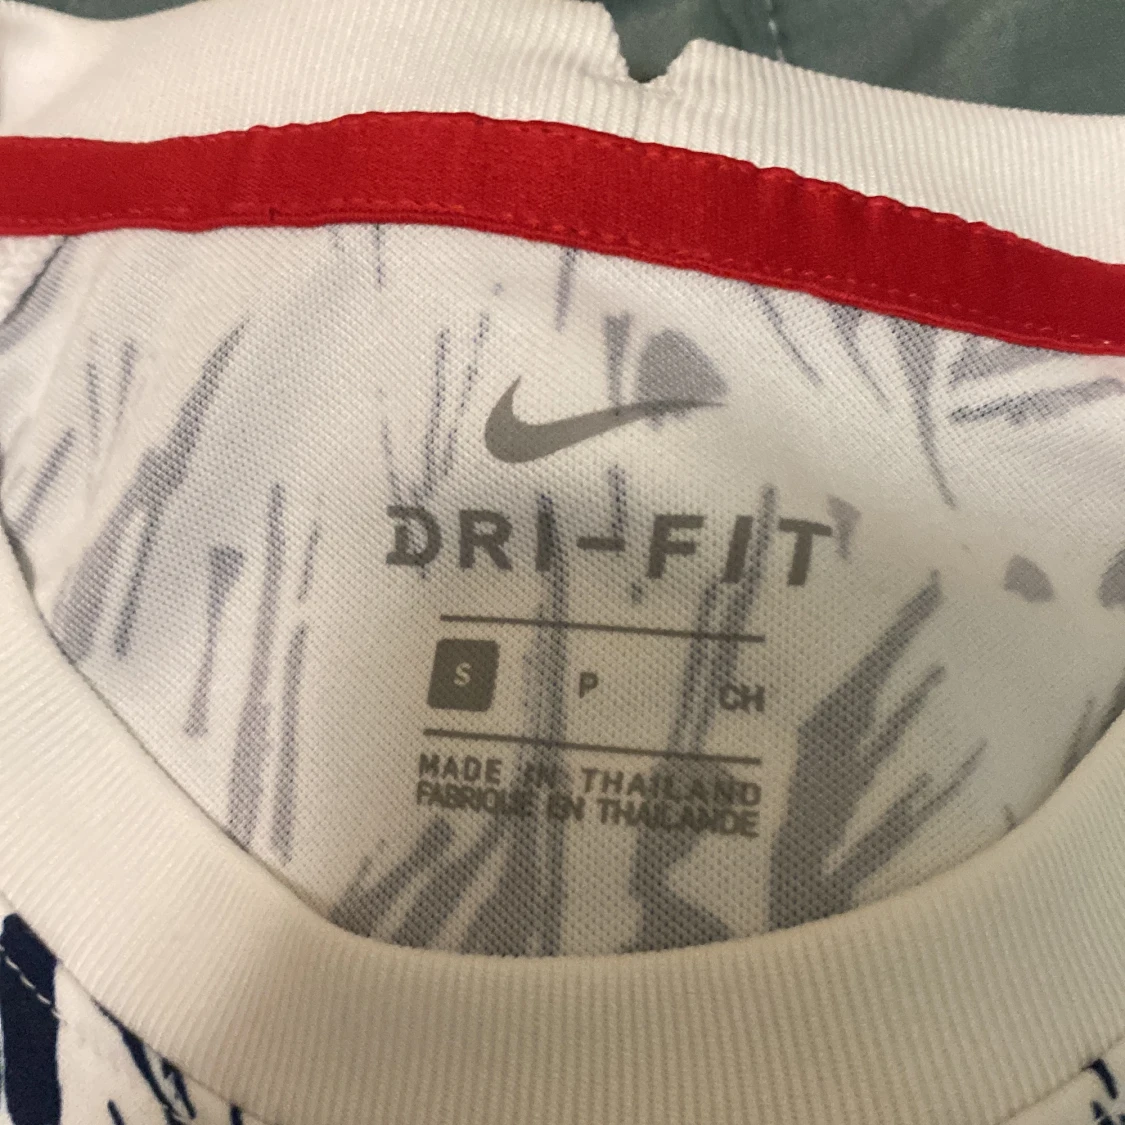 DRI-FIT
S P CH
MADE IN THAILAND
FABRIQUE EN THAILANDE